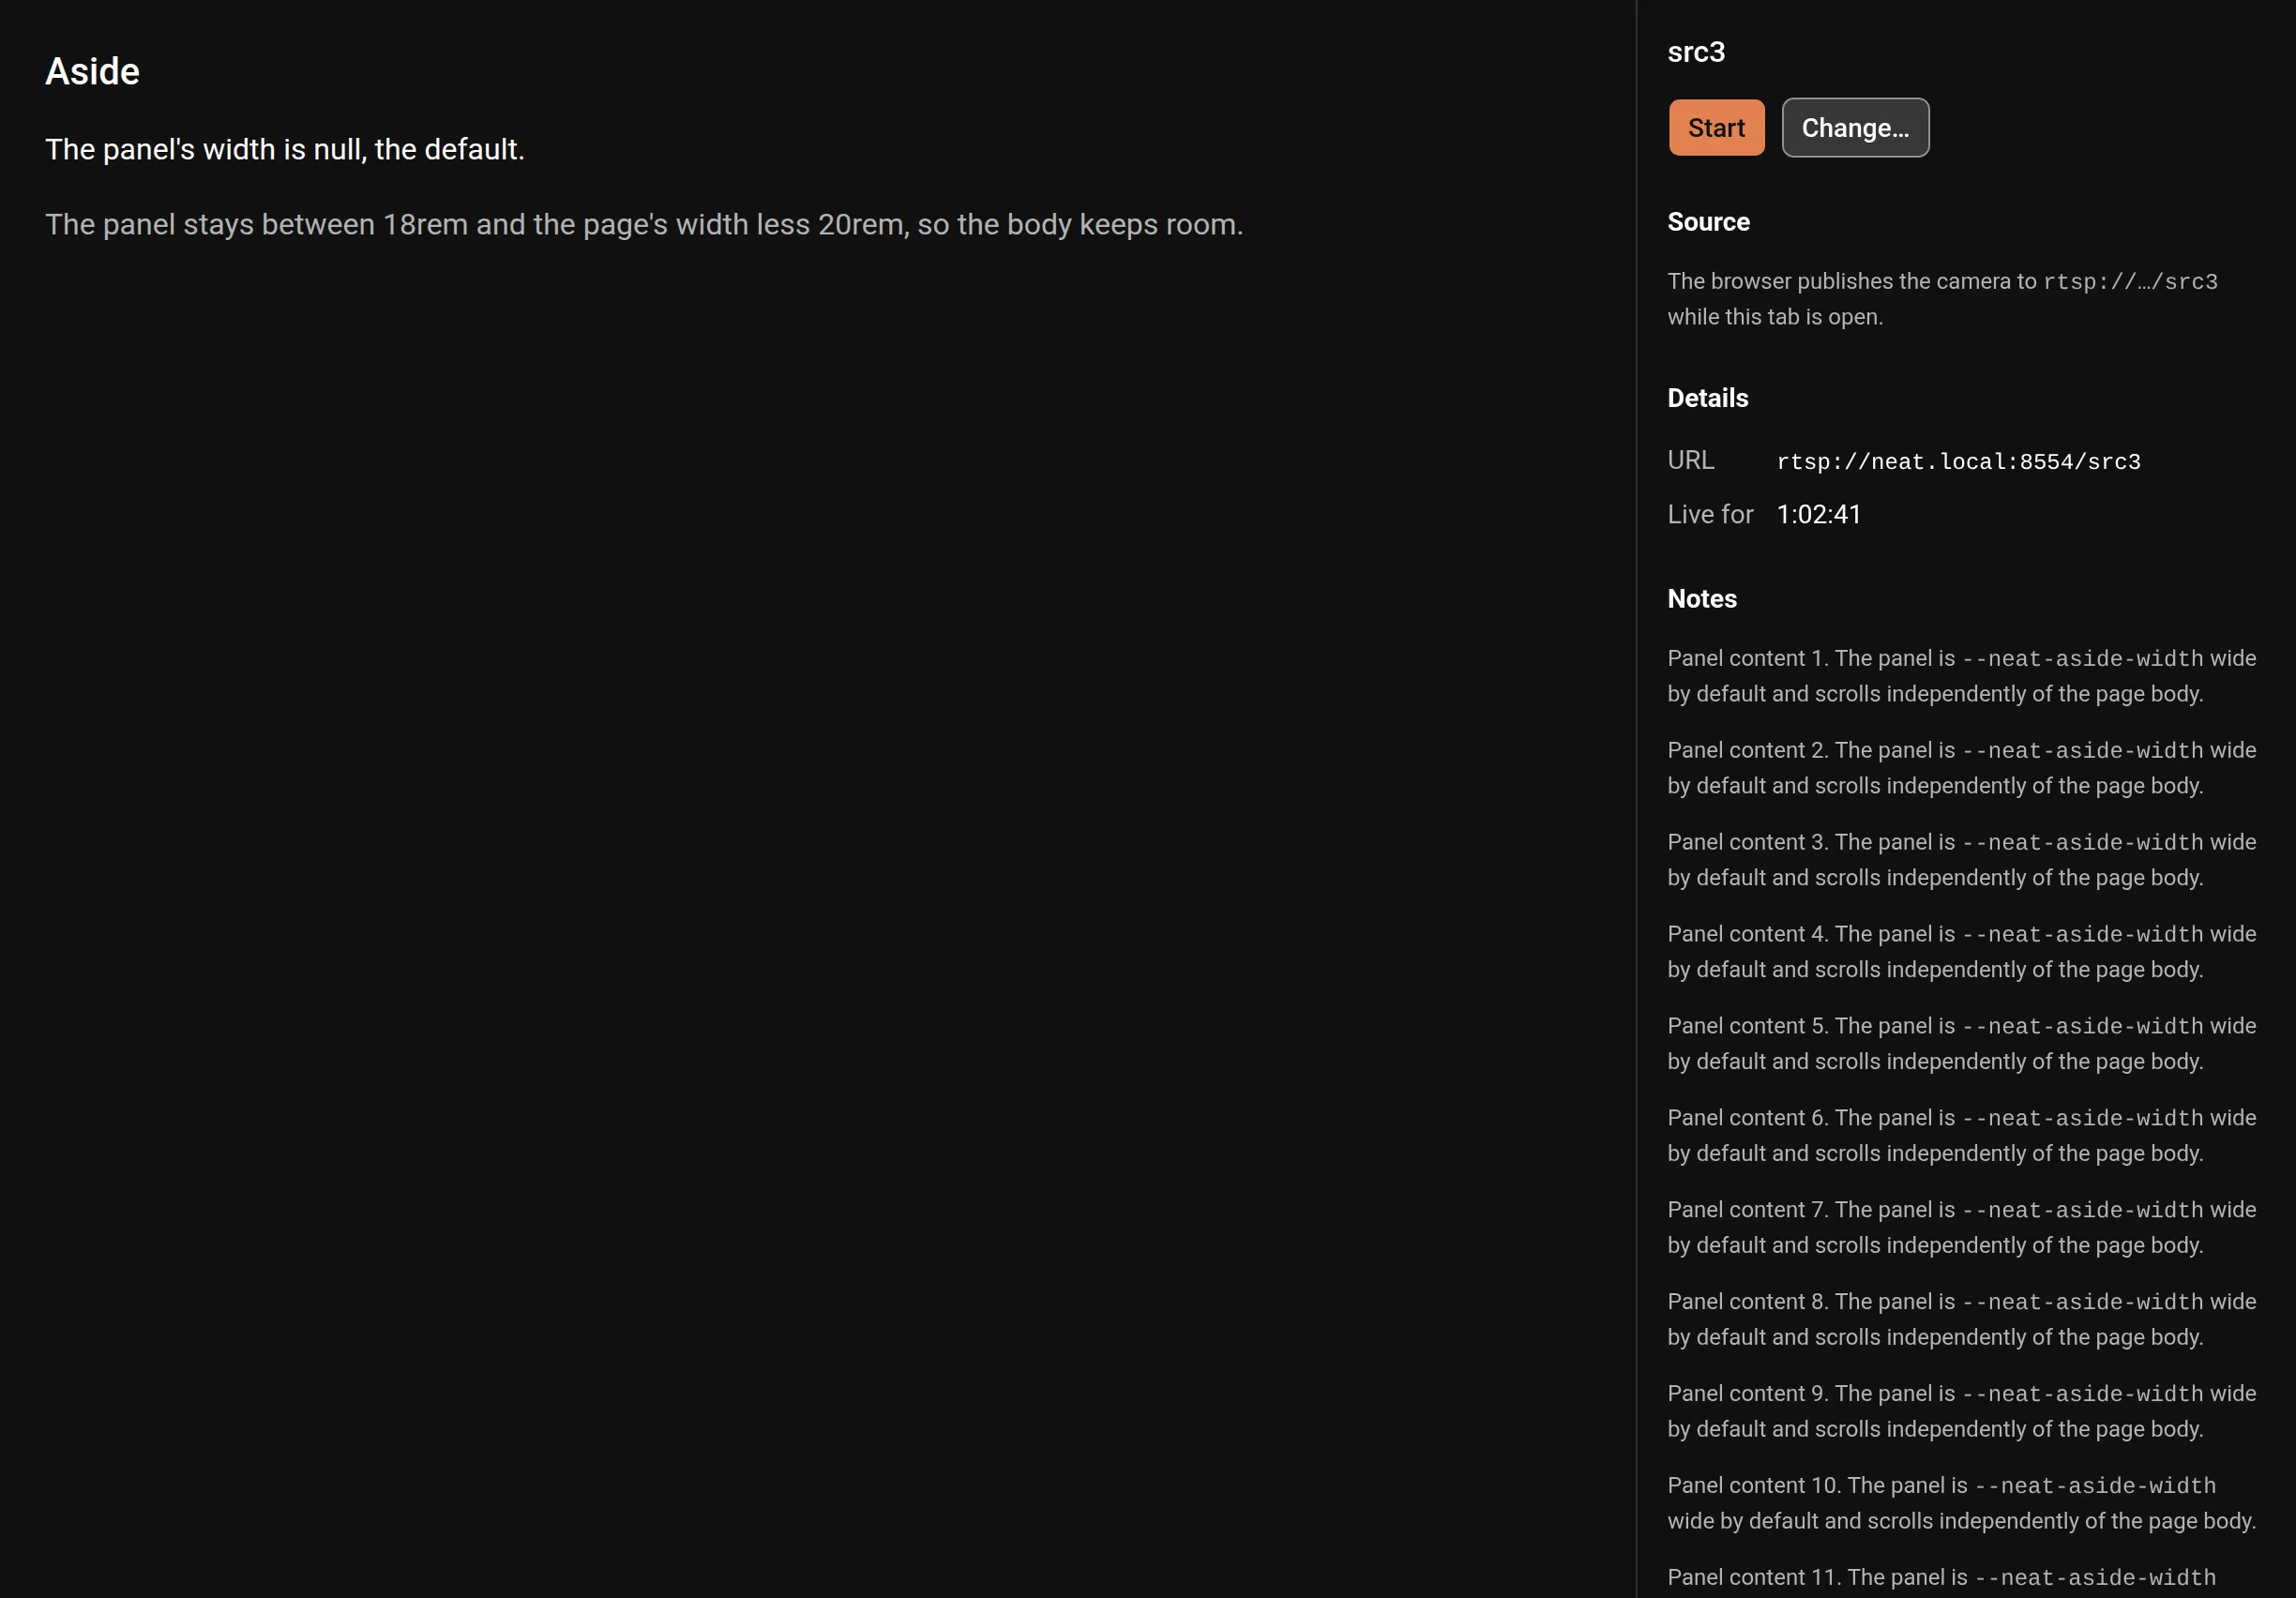 Aside
The panel's width is null, the default.
The panel stays between 18rem and the page's width less 20rem, so the body keeps room.
src3
Start
Change…
Source
The browser publishes the camera to rtsp://…/src3
while this tab is open.
Details
URL rtsp://neat.local:8554/src3
Live for 1:02:41
Notes
Panel content 1. The panel is --neat-aside-width wide
by default and scrolls independently of the page body.
Panel content 2. The panel is --neat-aside-width wide
by default and scrolls independently of the page body.
Panel content 3. The panel is --neat-aside-width wide
by default and scrolls independently of the page body.
Panel content 4. The panel is --neat-aside-width wide
by default and scrolls independently of the page body.
Panel content 5. The panel is --neat-aside-width wide
by default and scrolls independently of the page body.
Panel content 6. The panel is --neat-aside-width wide
by default and scrolls independently of the page body.
Panel content 7. The panel is --neat-aside-width wide
by default and scrolls independently of the page body.
Panel content 8. The panel is --neat-aside-width wide
by default and scrolls independently of the page body.
Panel content 9. The panel is --neat-aside-width wide
by default and scrolls independently of the page body.
Panel content 10. The panel is --neat-aside-width
wide by default and scrolls independently of the page body.
Panel content 11. The panel is --neat-aside-width